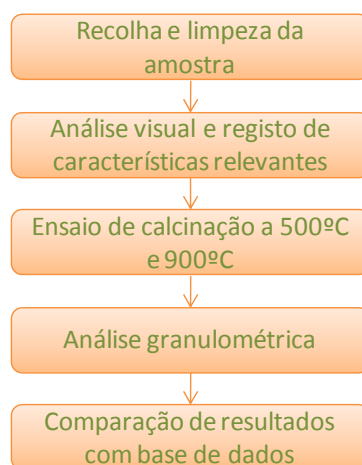 Recolha e limpeza da
amostra
Análise visual e registo de
características relevantes
Ensaio de calcinação a 500ºC
e 900ºC
Análise granulométrica
Comparação de resultados
com base de dados